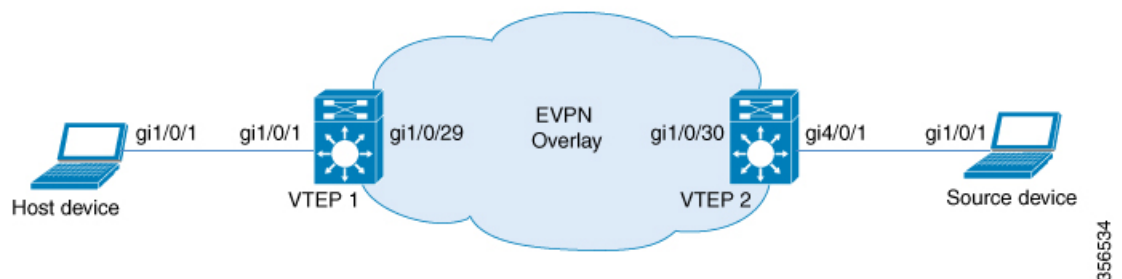 EVPN
Overlay
gi1/0/1
gi1/0/1
gi1/0/29
gi1/0/30
gi4/0/1
gi1/0/1
Host device
VTEP 1
VTEP 2
Source device
356534